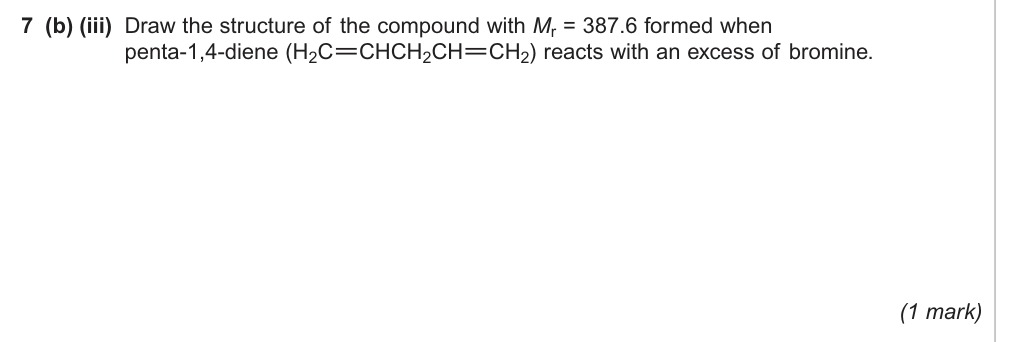 7 (b) (iii) Draw the structure of the compound with Mᵣ = 387.6 formed when
penta-1,4-diene (H₂C=CHCH₂CH=CH₂) reacts with an excess of bromine.
(1 mark)